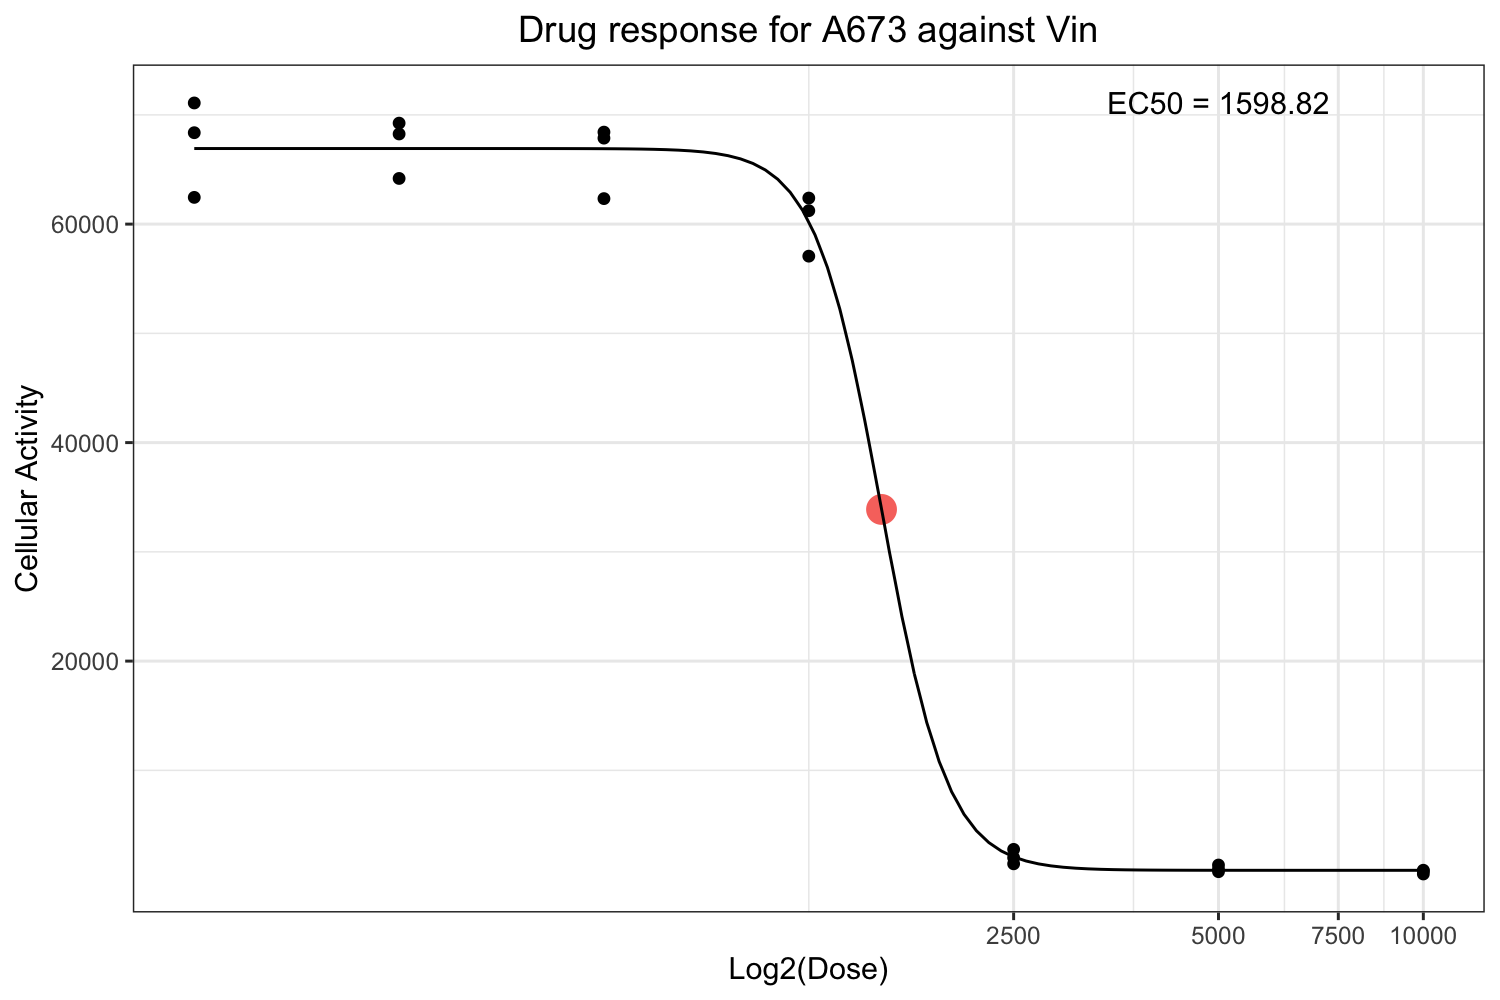 Drug response for A673 against Vin
EC50 = 1598.82
60000
40000
20000
Cellular Activity
2500 5000 7500 10000
Log2(Dose)